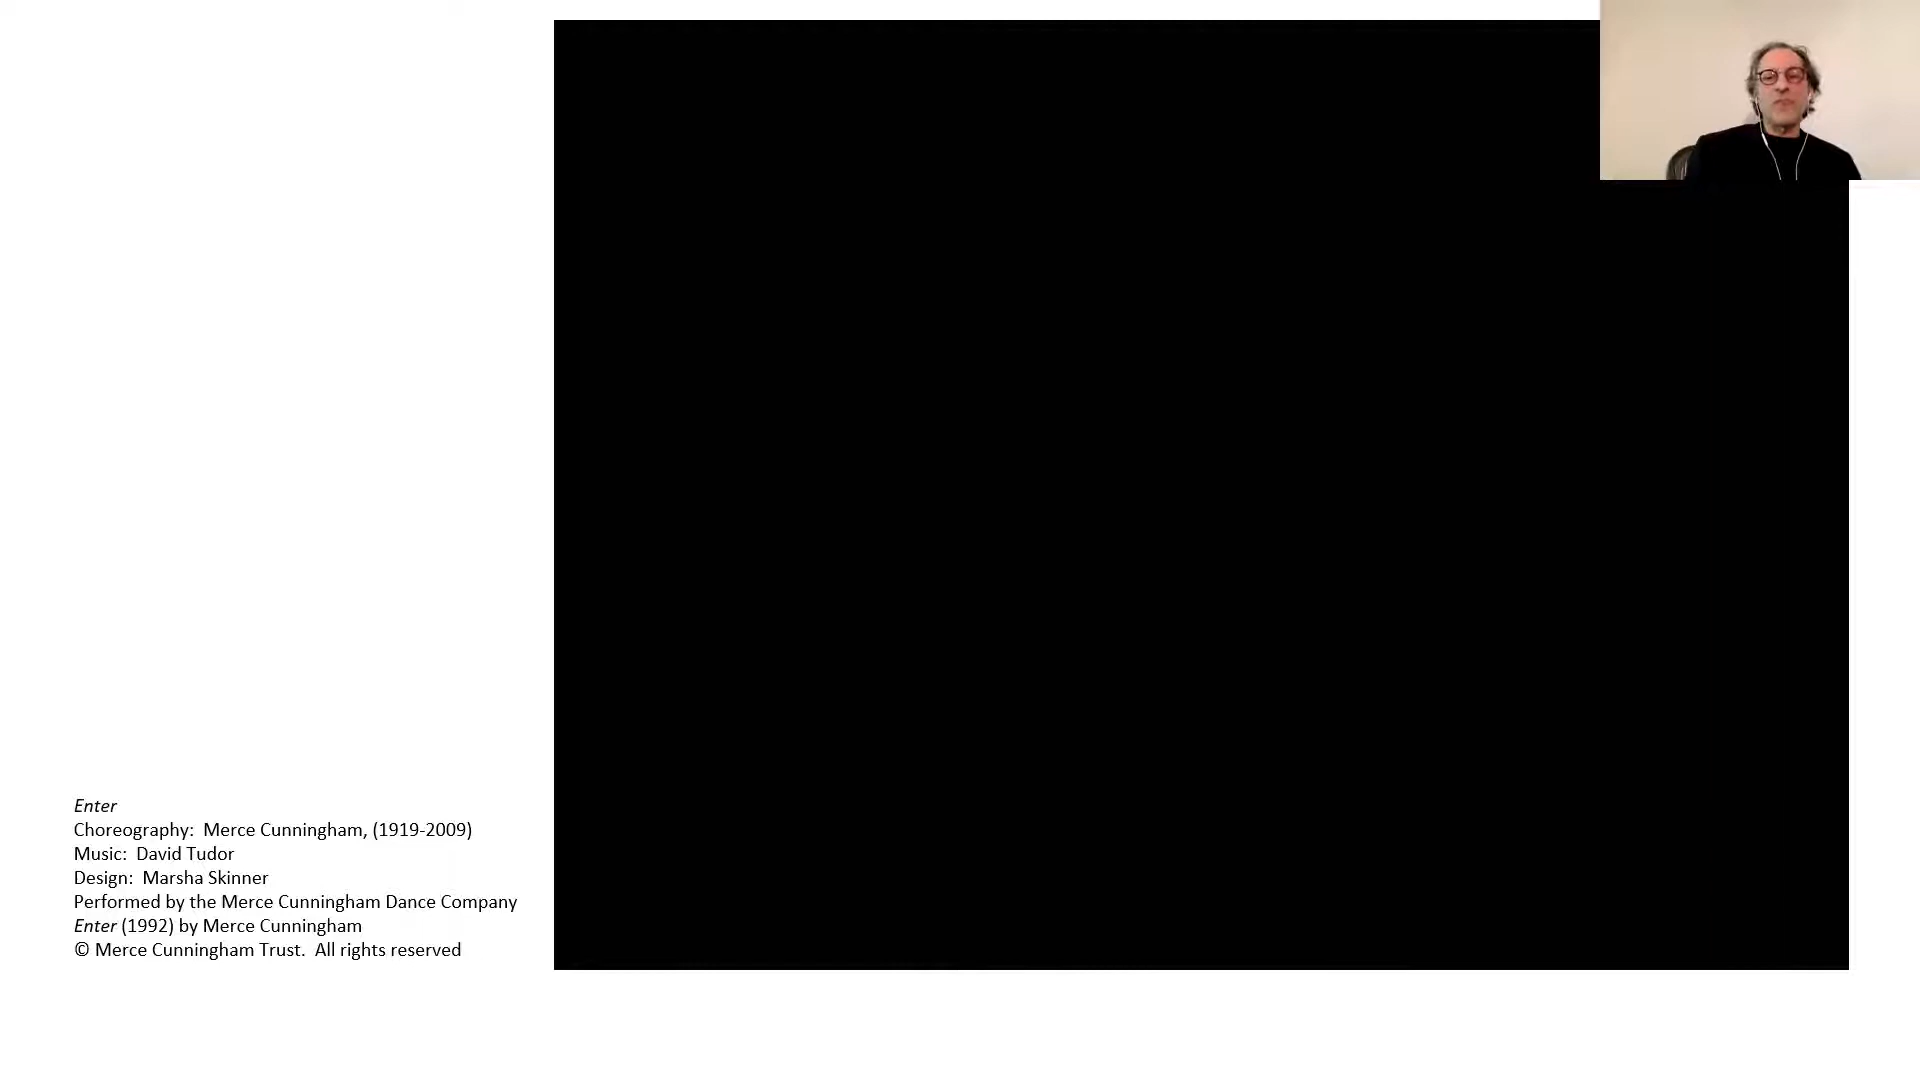 Enter
Choreography:  Merce Cunningham, (1919-2009)
Music:  David Tudor
Design:  Marsha Skinner
Performed by the Merce Cunningham Dance Company
Enter (1992) by Merce Cunningham
© Merce Cunningham Trust.  All rights reserved